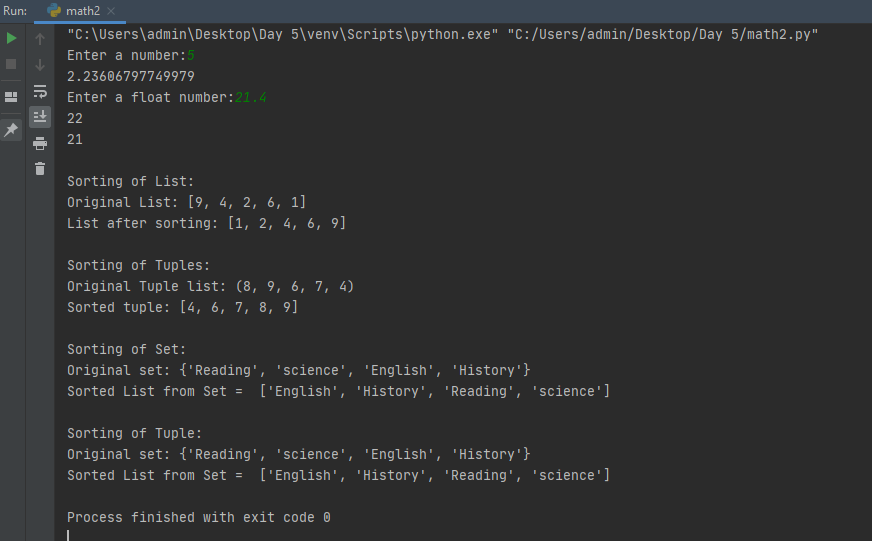 Run: math2
"C:\Users\admin\Desktop\Day 5\venv\Scripts\python.exe" "C:/Users/admin/Desktop/Day 5/math2.py"
Enter a number:5
2.23606797749979
Enter a float number:21.4
22
21
Sorting of List:
Original List: [9, 4, 2, 6, 1]
List after sorting: [1, 2, 4, 6, 9]
Sorting of Tuples:
Original Tuple list: (8, 9, 6, 7, 4)
Sorted tuple: [4, 6, 7, 8, 9]
Sorting of Set:
Original set: {'Reading', 'science', 'English', 'History'}
Sorted List from Set =  ['English', 'History', 'Reading', 'science']
Sorting of Tuple:
Original set: {'Reading', 'science', 'English', 'History'}
Sorted List from Set =  ['English', 'History', 'Reading', 'science']
Process finished with exit code 0